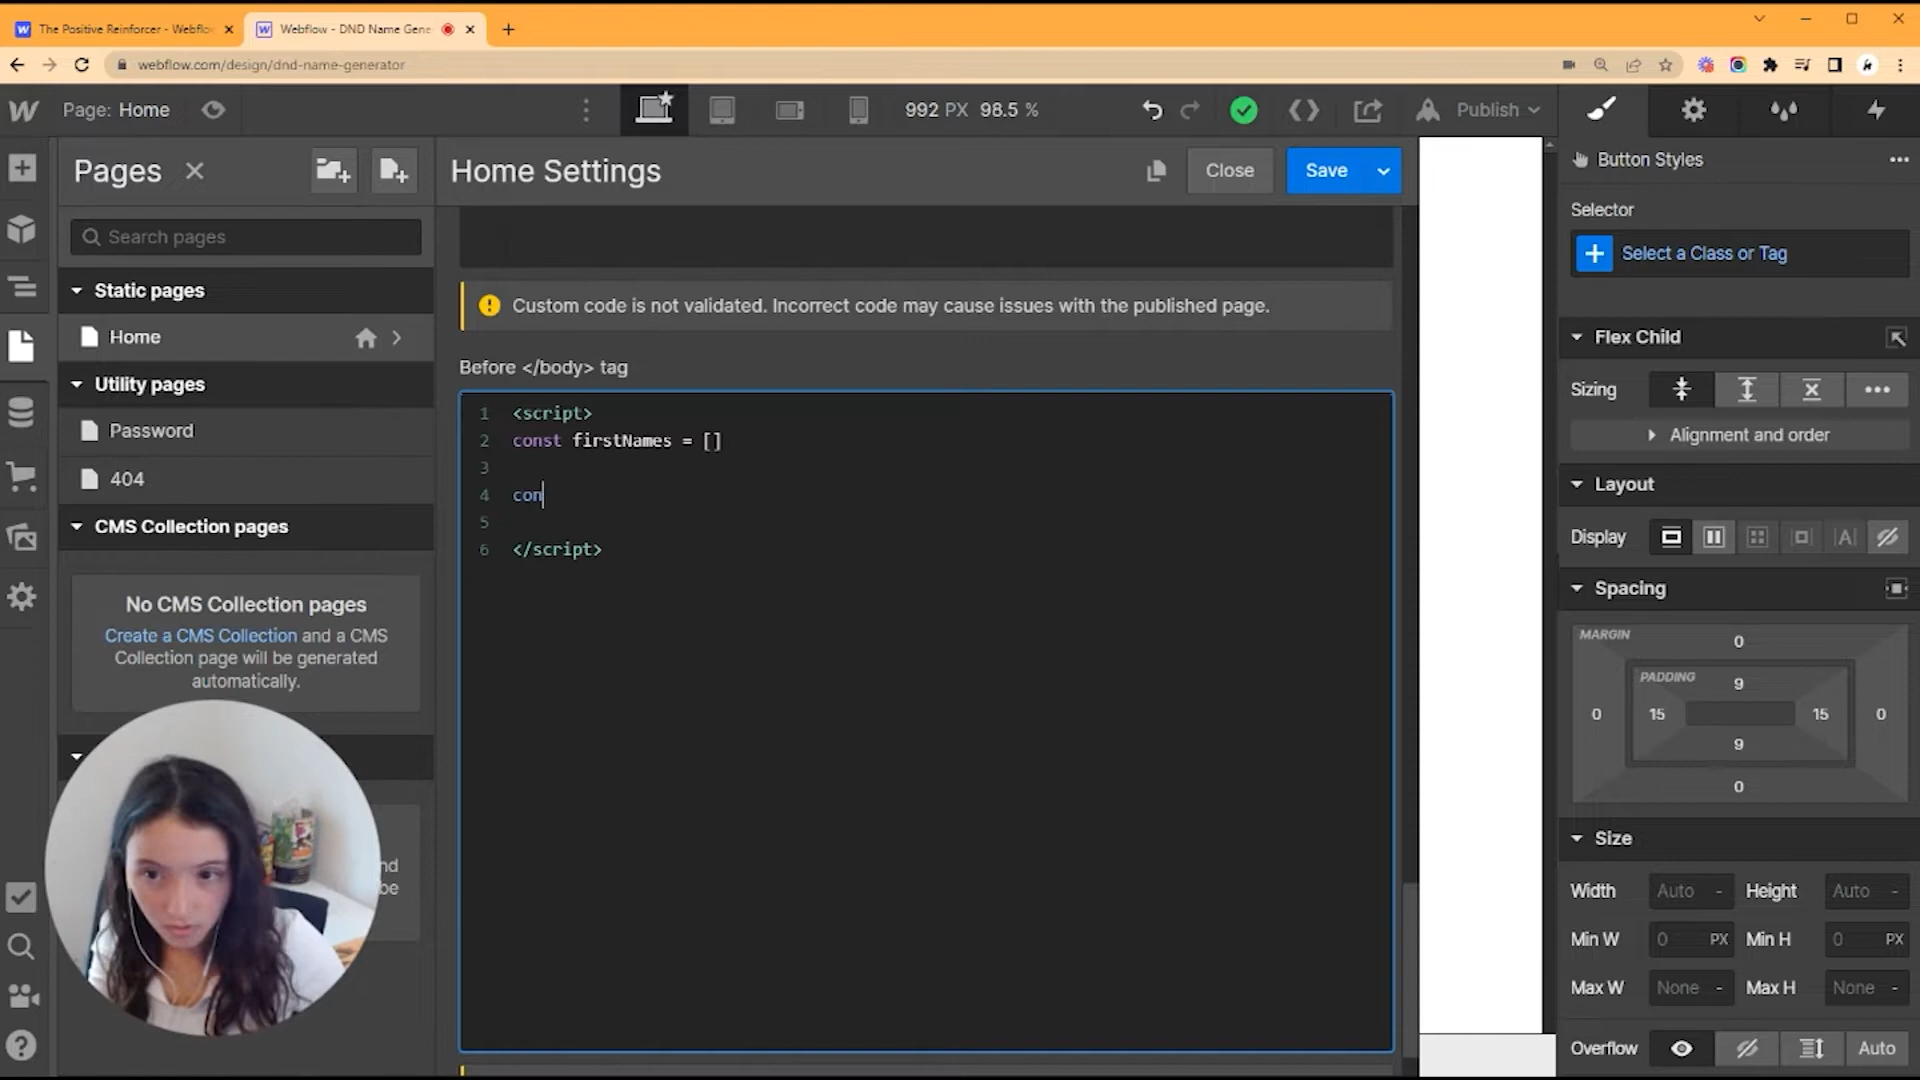 The Positive Reinforcer - Webflo
Webflow - DND Name Gene
webflow.com/design/dnd-name-generator
Page: Home
992 PX 98.5 %
Publish
Pages
Home Settings
Close
Save
Button Styles
Search pages
Selector
Select a Class or Tag
Static pages
Home
Utility pages
Password
404
CMS Collection pages
No CMS Collection pages
Create a CMS Collection and a CMS
Collection page will be generated
automatically.
nd
be
Custom code is not validated. Incorrect code may cause issues with the published page.
Before </body> tag
1 <script>
2 const firstNames = []
3
4 con
5
6 </script>
Flex Child
Sizing
Alignment and order
Layout
Display
Spacing
MARGIN
0
PADDING
9
0 15 15 0
9
0
Size
Width Auto - Height Auto -
Min W 0 PX Min H 0 PX
Max W None - Max H None -
Overflow Auto